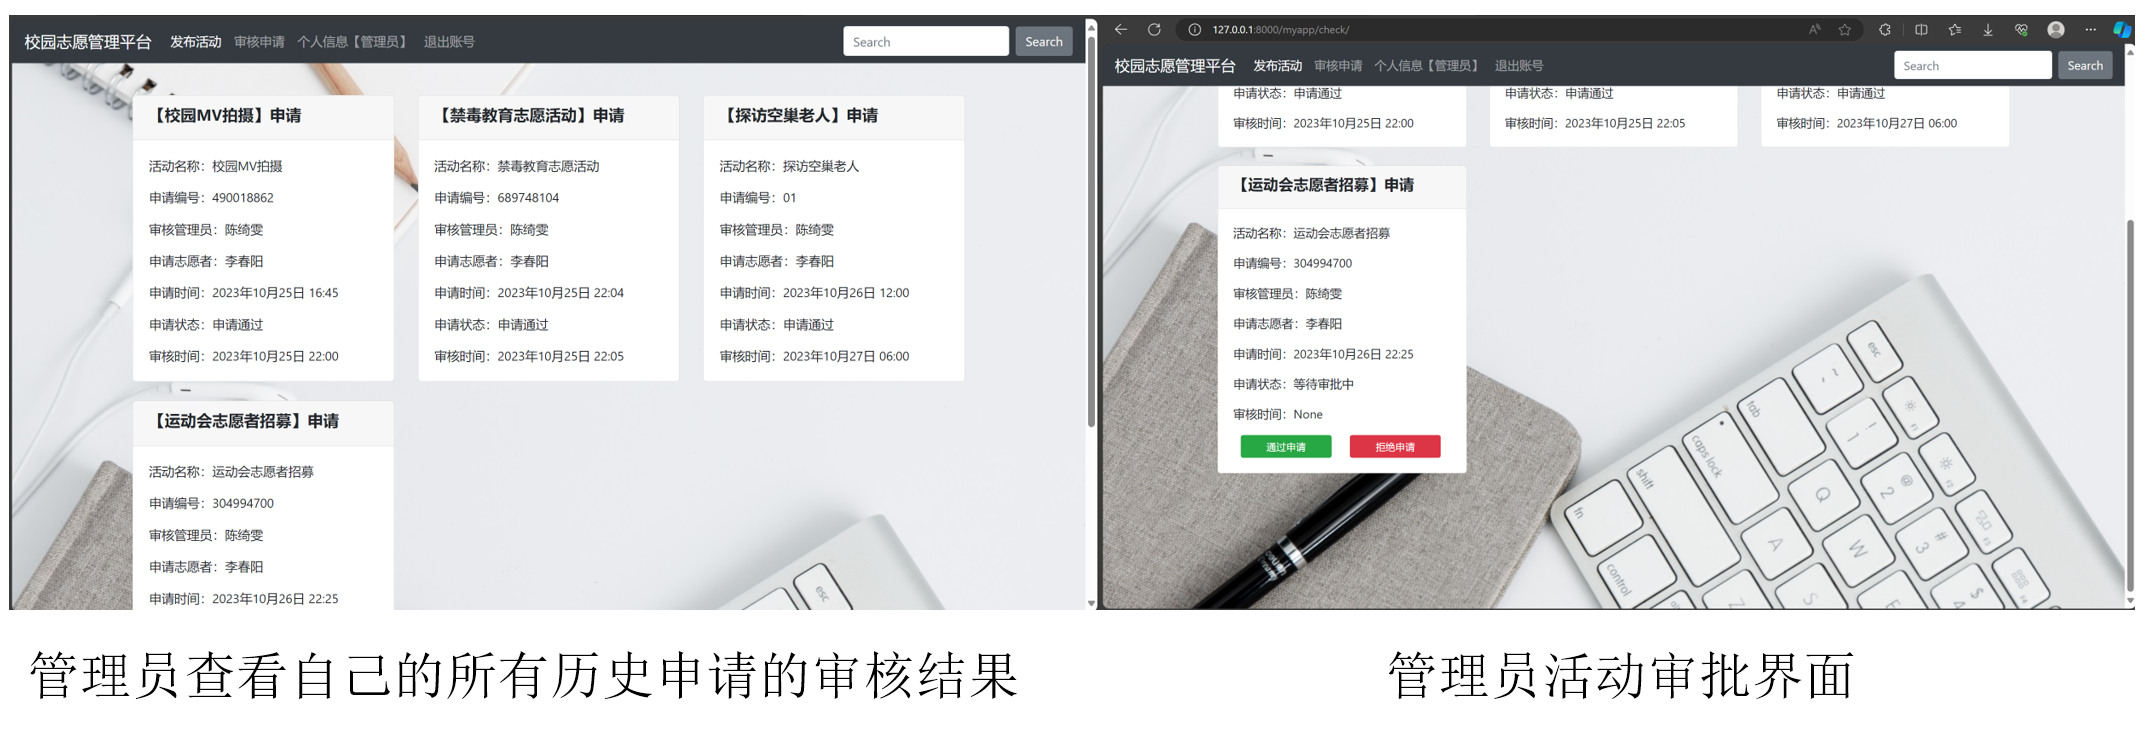 校园志愿管理平台 发布活动 审核申请 个人信息【管理员】 退出账号 Search Search
【校园MV拍摄】申请
活动名称：校园MV拍摄
申请编号：490018862
审核管理员：陈绮雯
申请志愿者：李春阳
申请时间：2023年10月25日 16:45
申请状态：申请通过
审核时间：2023年10月25日 22:00
【禁毒教育志愿活动】申请
活动名称：禁毒教育志愿活动
申请编号：689748104
审核管理员：陈绮雯
申请志愿者：李春阳
申请时间：2023年10月25日 22:04
申请状态：申请通过
审核时间：2023年10月25日 22:05
【探访空巢老人】申请
活动名称：探访空巢老人
申请编号：01
审核管理员：陈绮雯
申请志愿者：李春阳
申请时间：2023年10月26日 12:00
申请状态：申请通过
审核时间：2023年10月27日 06:00
【运动会志愿者招募】申请
活动名称：运动会志愿者招募
申请编号：304994700
审核管理员：陈绮雯
申请志愿者：李春阳
申请时间：2023年10月26日 22:25
esc
127.0.0.1:8000/myapp/check/
校园志愿管理平台 发布活动 审核申请 个人信息【管理员】 退出账号 Search Search
申请状态：申请通过
审核时间：2023年10月25日 22:00
申请状态：申请通过
审核时间：2023年10月25日 22:05
申请状态：申请通过
审核时间：2023年10月27日 06:00
【运动会志愿者招募】申请
活动名称：运动会志愿者招募
申请编号：304994700
审核管理员：陈绮雯
申请志愿者：李春阳
申请时间：2023年10月26日 22:25
申请状态：等待审批中
审核时间：None
通过申请 拒绝申请
esc
tab
caps lock
shift
fn
control
Q
A
W
Z
S
E
管理员查看自己的所有历史申请的审核结果
管理员活动审批界面